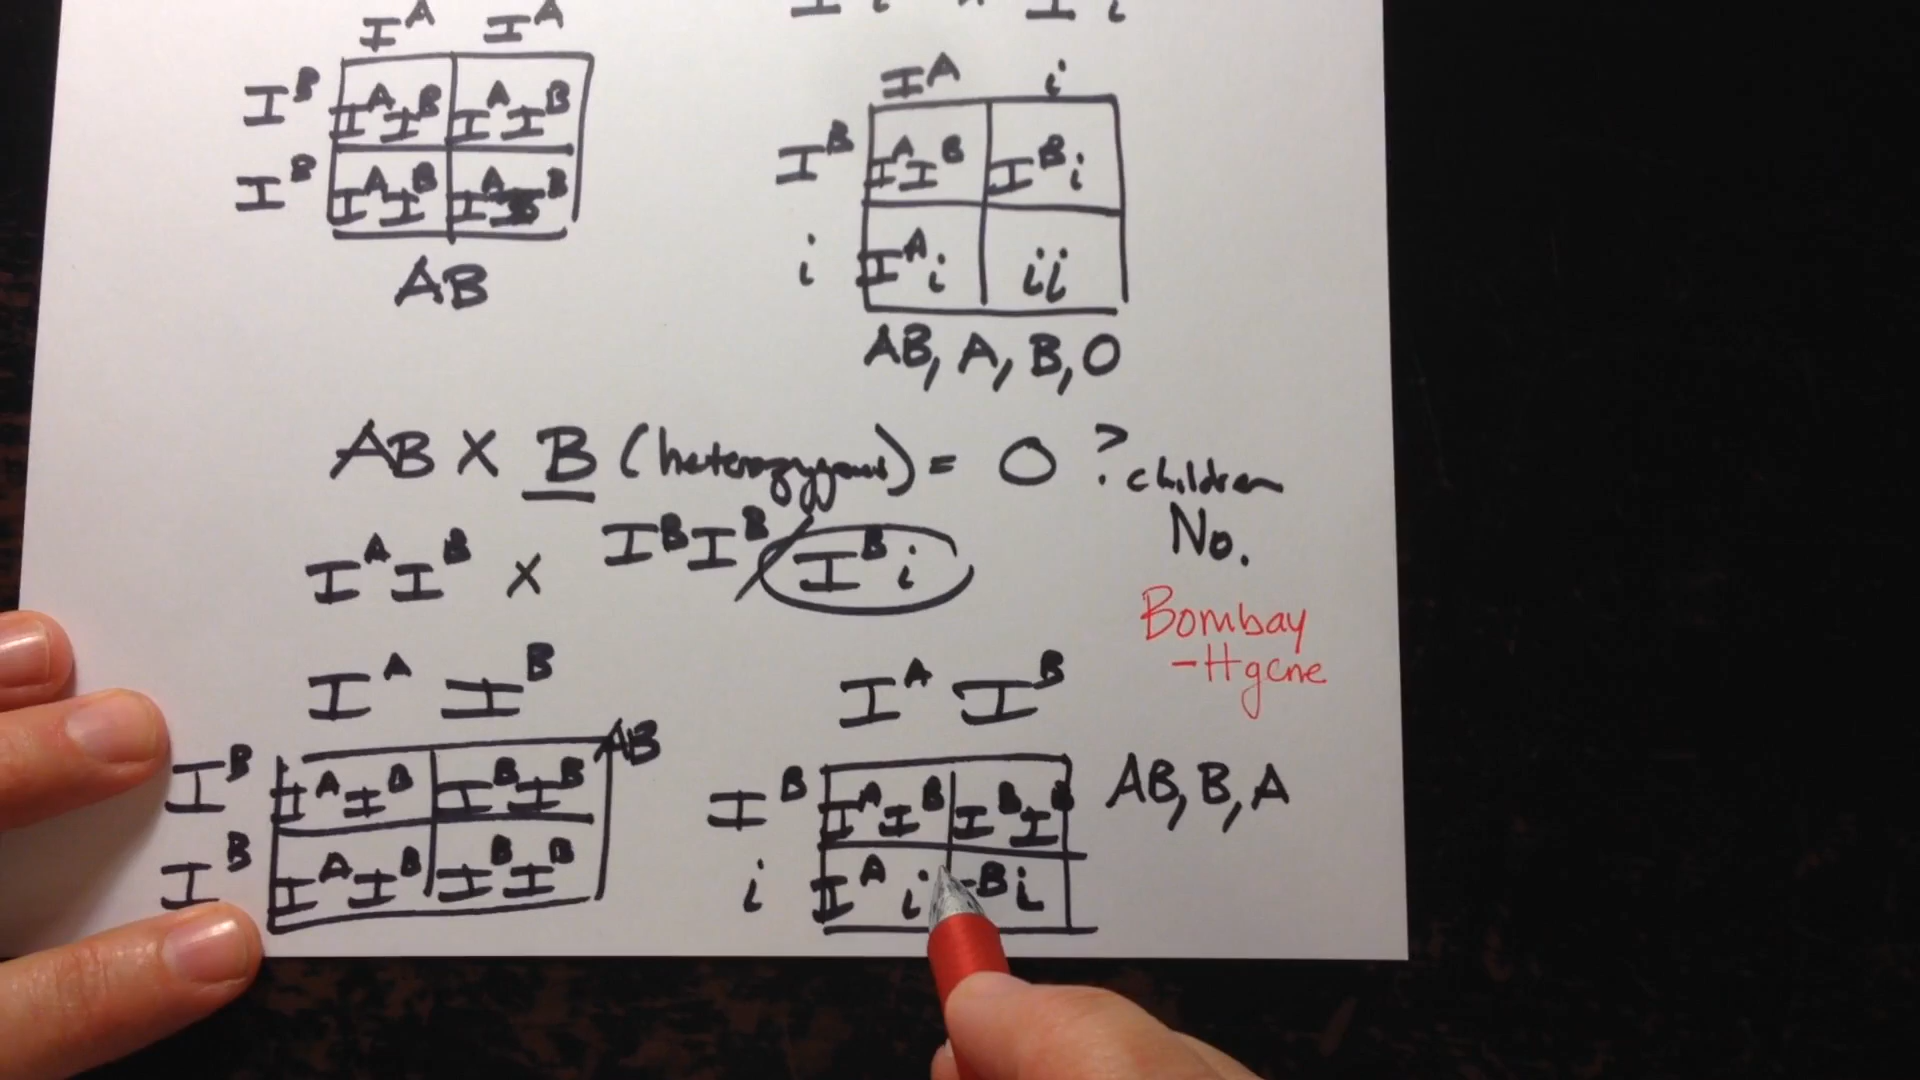 I i x I i
I^A I^A
I^B I^A I^B I^A I^B
I^B I^A I^B I^A I^B
AB
I^A i
I^B I^A I^B I^B i
i I^A i ii
AB, A, B, O
AB X B (heterozygous) = O ? children
No.
I^A I^B x I^B I^B / I^B i
Bombay
- H gene
I^A I^B
AB
I^B I^A I^B I^B I^B
I^B I^A I^B I^B I^B
I^A I^B
I^B I^A I^B I^B I^B
i I^A i B i
AB, B, A